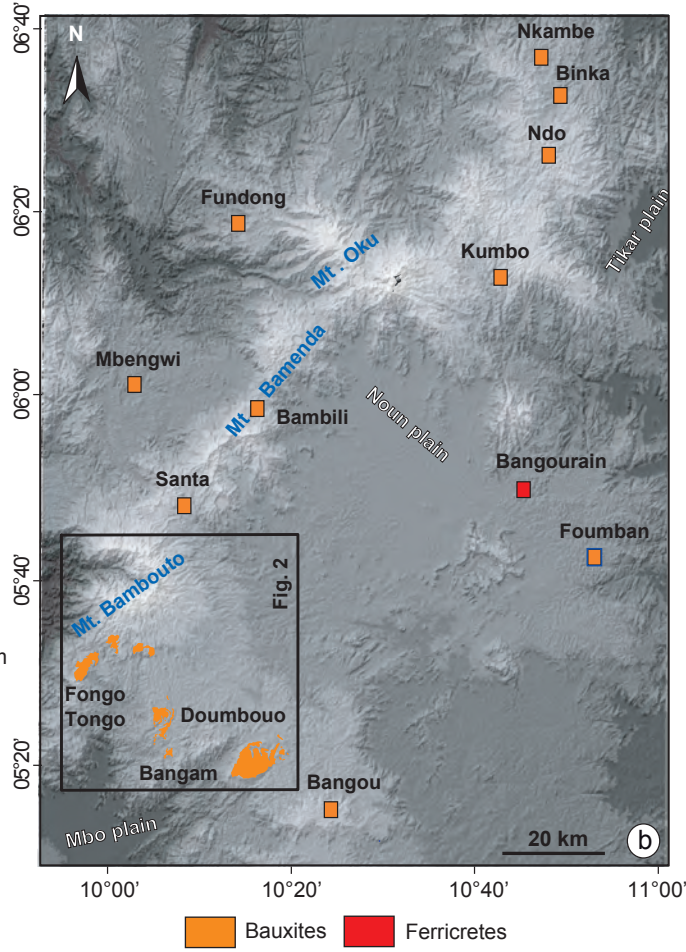 06°40'
N
Nkambe
Binka
Ndo
06°20'
Fundong
Mt . Oku
Kumbo
Tikar plain
Mbengwi
06°00'
Mt. Bamenda
Bambili
Noun plain
Bangourain
Santa
Foumban
05°40'
Mt. Bambouto
Fig. 2
Fongo
Tongo
Doumbouo
Bangam
05°20'
Bangou
Mbo plain
20 km
b
10°00'
10°20'
10°40'
11°00'
Bauxites
Ferricretes